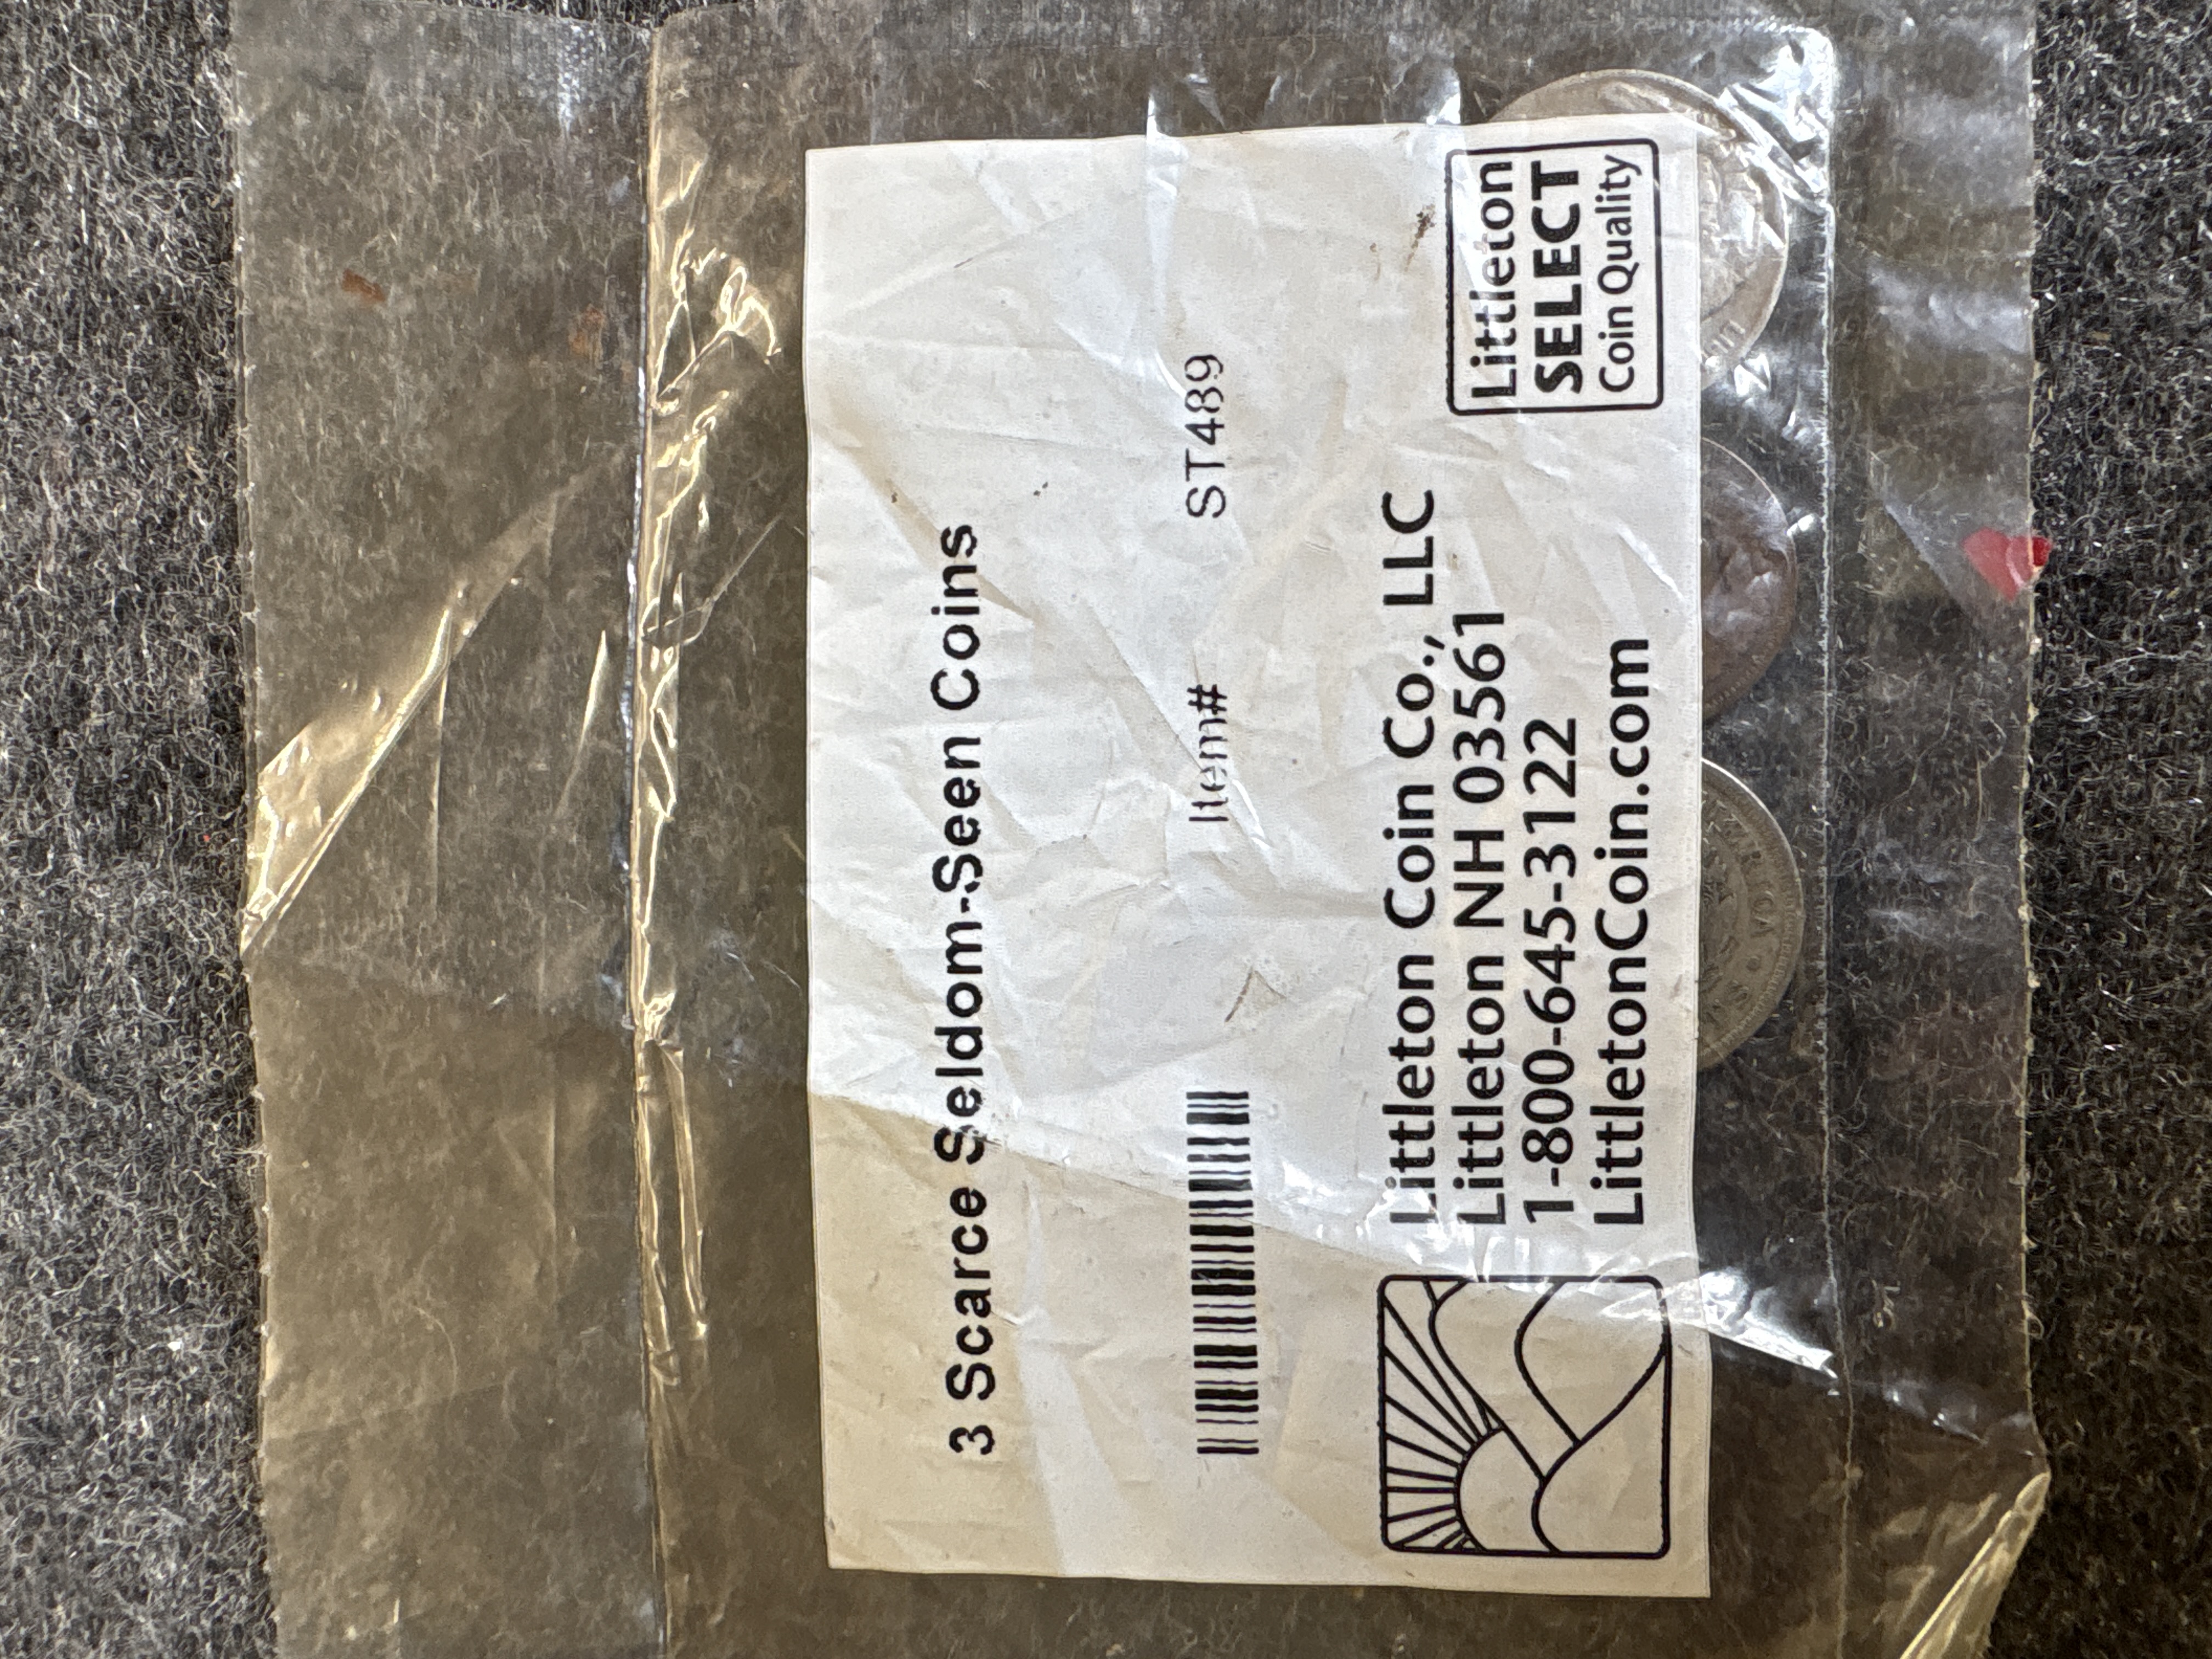 3 Scarce Seldom-Seen Coins
Item# ST489
Littleton Coin Co., LLC
Littleton NH 03561
1-800-645-3122
LittletonCoin.com
Littleton
SELECT
Coin Quality